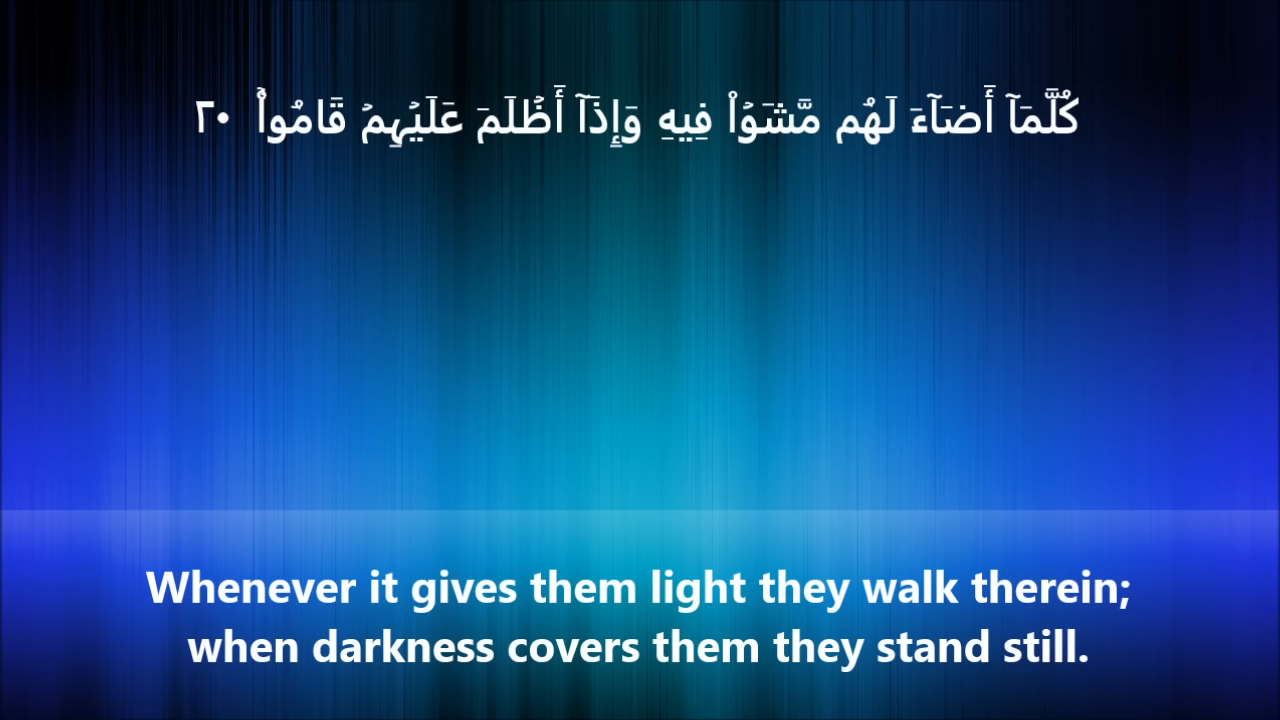 كُلَّمَآ أَضَآءَ لَهُم مَّشَوۡاْ فِيهِ وَإِذَآ أَظۡلَمَ عَلَيۡهِمۡ قَامُواْۚ ٢٠
Whenever it gives them light they walk therein;
when darkness covers them they stand still.